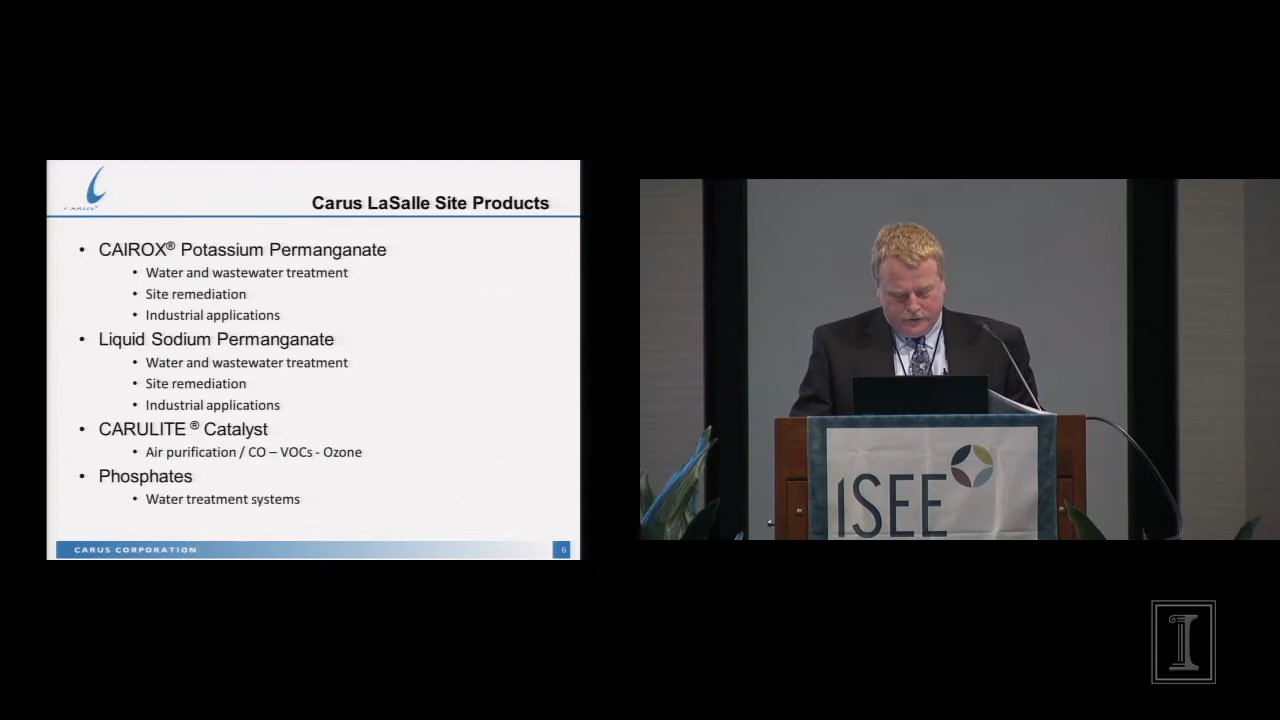 CARUS
Carus LaSalle Site Products
• CAIROX® Potassium Permanganate
• Water and wastewater treatment
• Site remediation
• Industrial applications
• Liquid Sodium Permanganate
• Water and wastewater treatment
• Site remediation
• Industrial applications
• CARULITE ® Catalyst
• Air purification / CO – VOCs - Ozone
• Phosphates
• Water treatment systems
CARUS CORPORATION
6
ISEE
I